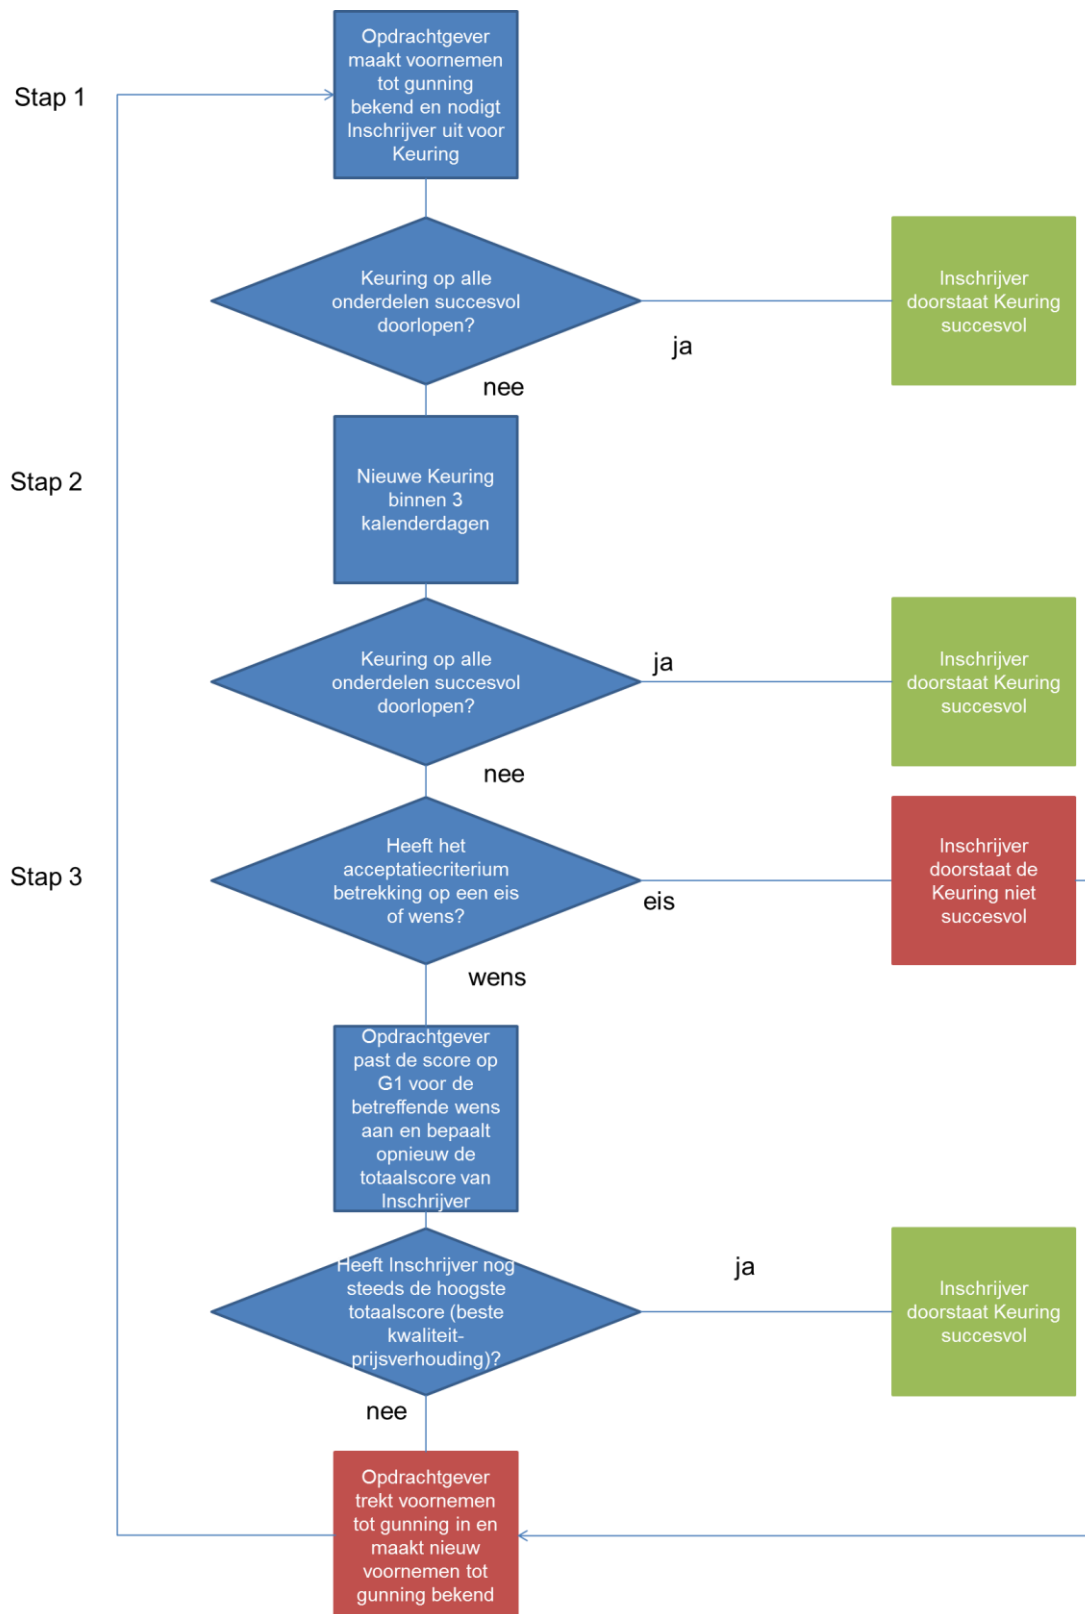 Opdrachtgever
maakt voornemen
tot gunning
bekend en nodigt
Inschrijver uit voor
Keuring
Stap 1
Keuring op alle
onderdelen succesvol
doorlopen?
ja
Inschrijver
doorstaat Keuring
succesvol
nee
Stap 2
Nieuwe Keuring
binnen 3
kalenderdagen
Keuring op alle
onderdelen succesvol
doorlopen?
ja
Inschrijver
doorstaat Keuring
succesvol
nee
Stap 3
Heeft het
acceptatiecriterium
betrekking op een eis
of wens?
eis
Inschrijver
doorstaat de
Keuring niet
succesvol
wens
Opdrachtgever
past de score op
G1 voor de
betreffende wens
aan en bepaalt
opnieuw de
totaalscore van
Inschrijver
Heeft Inschrijver nog
steeds de hoogste
totaalscore (beste
kwaliteit-
prijsverhouding)?
ja
Inschrijver
doorstaat Keuring
succesvol
nee
Opdrachtgever
trekt voornemen
tot gunning in en
maakt nieuw
voornemen tot
gunning bekend